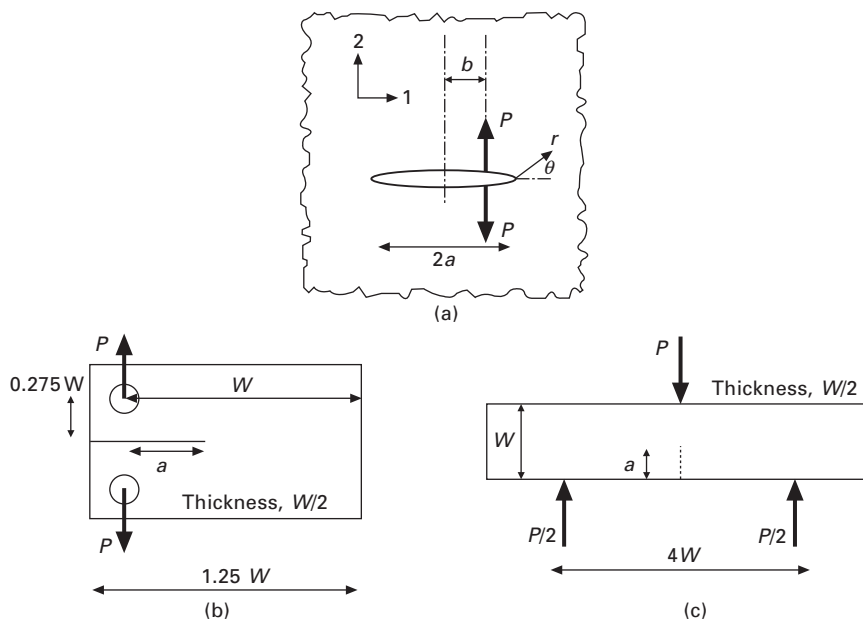 2
1
b
P
r
θ
P
2a
(a)
P
0.275 W
W
a
Thickness, W/2
P
1.25 W
(b)
P
Thickness, W/2
W
a
P/2
P/2
4W
(c)